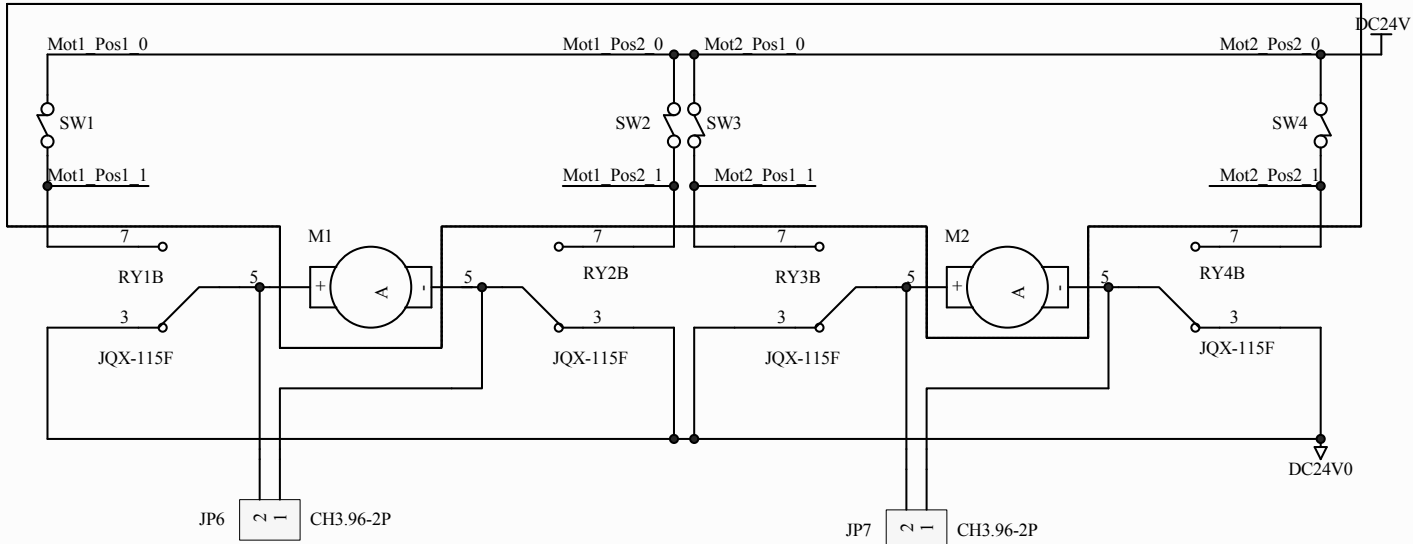 DC24V
Mot1_Pos1_0
Mot1_Pos2_0
Mot2_Pos1_0
Mot2_Pos2_0
SW1
SW2
SW3
SW4
Mot1_Pos1_1
Mot1_Pos2_1
Mot2_Pos1_1
Mot2_Pos2_1
7
M1
7
7
M2
7
RY1B
RY2B
RY3B
RY4B
5
+
A
-
5
5
+
A
-
5
3
3
3
3
JQX-115F
JQX-115F
JQX-115F
JQX-115F
DC24V0
JP6
2
1
CH3.96-2P
JP7
2
1
CH3.96-2P